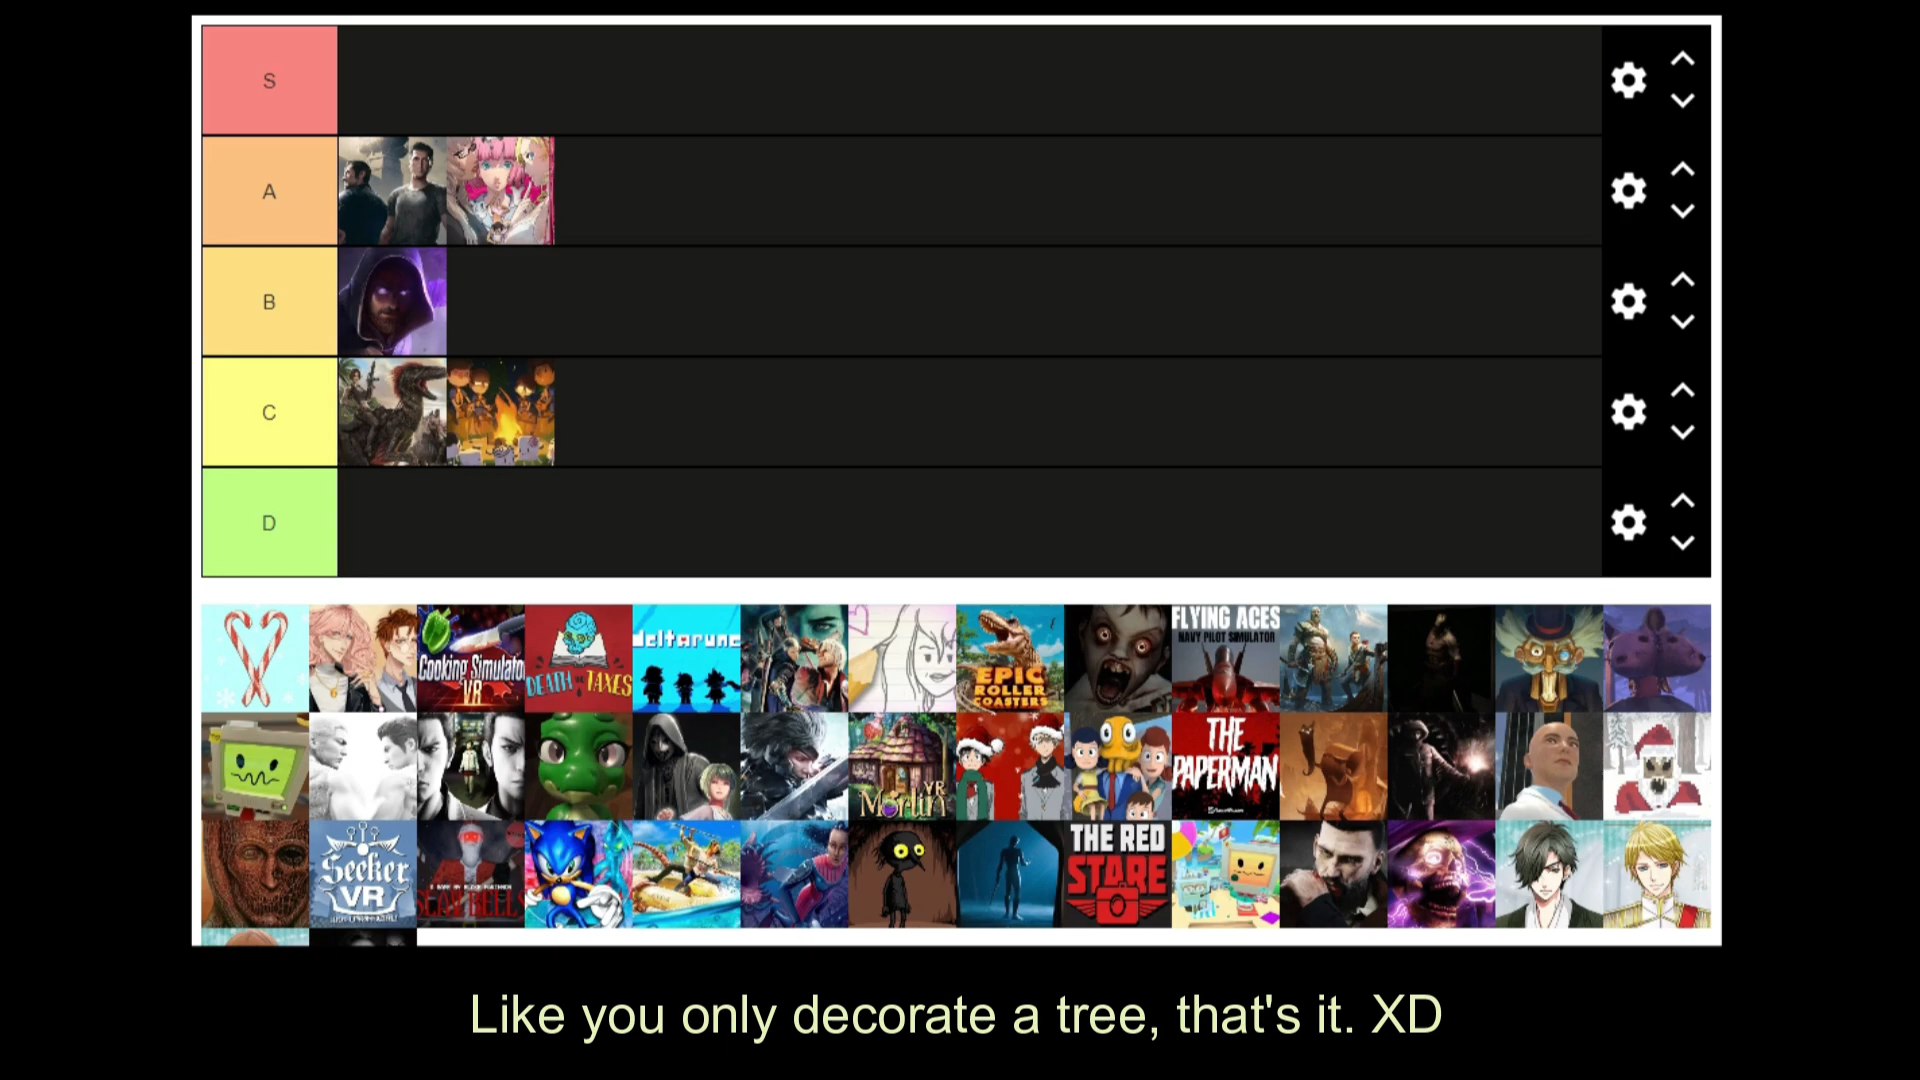 S
A
B
C
D
Cooking Simulator
VR
DEATH OR TAXES
deltarune
EPIC
ROLLER
COASTERS
FLYING ACES
NAVY PILOT SIMULATOR
Merlin
VR
THE
PAPERMAN
Seeker
VR
THE RED
STARE
Like you only decorate a tree, that's it. XD